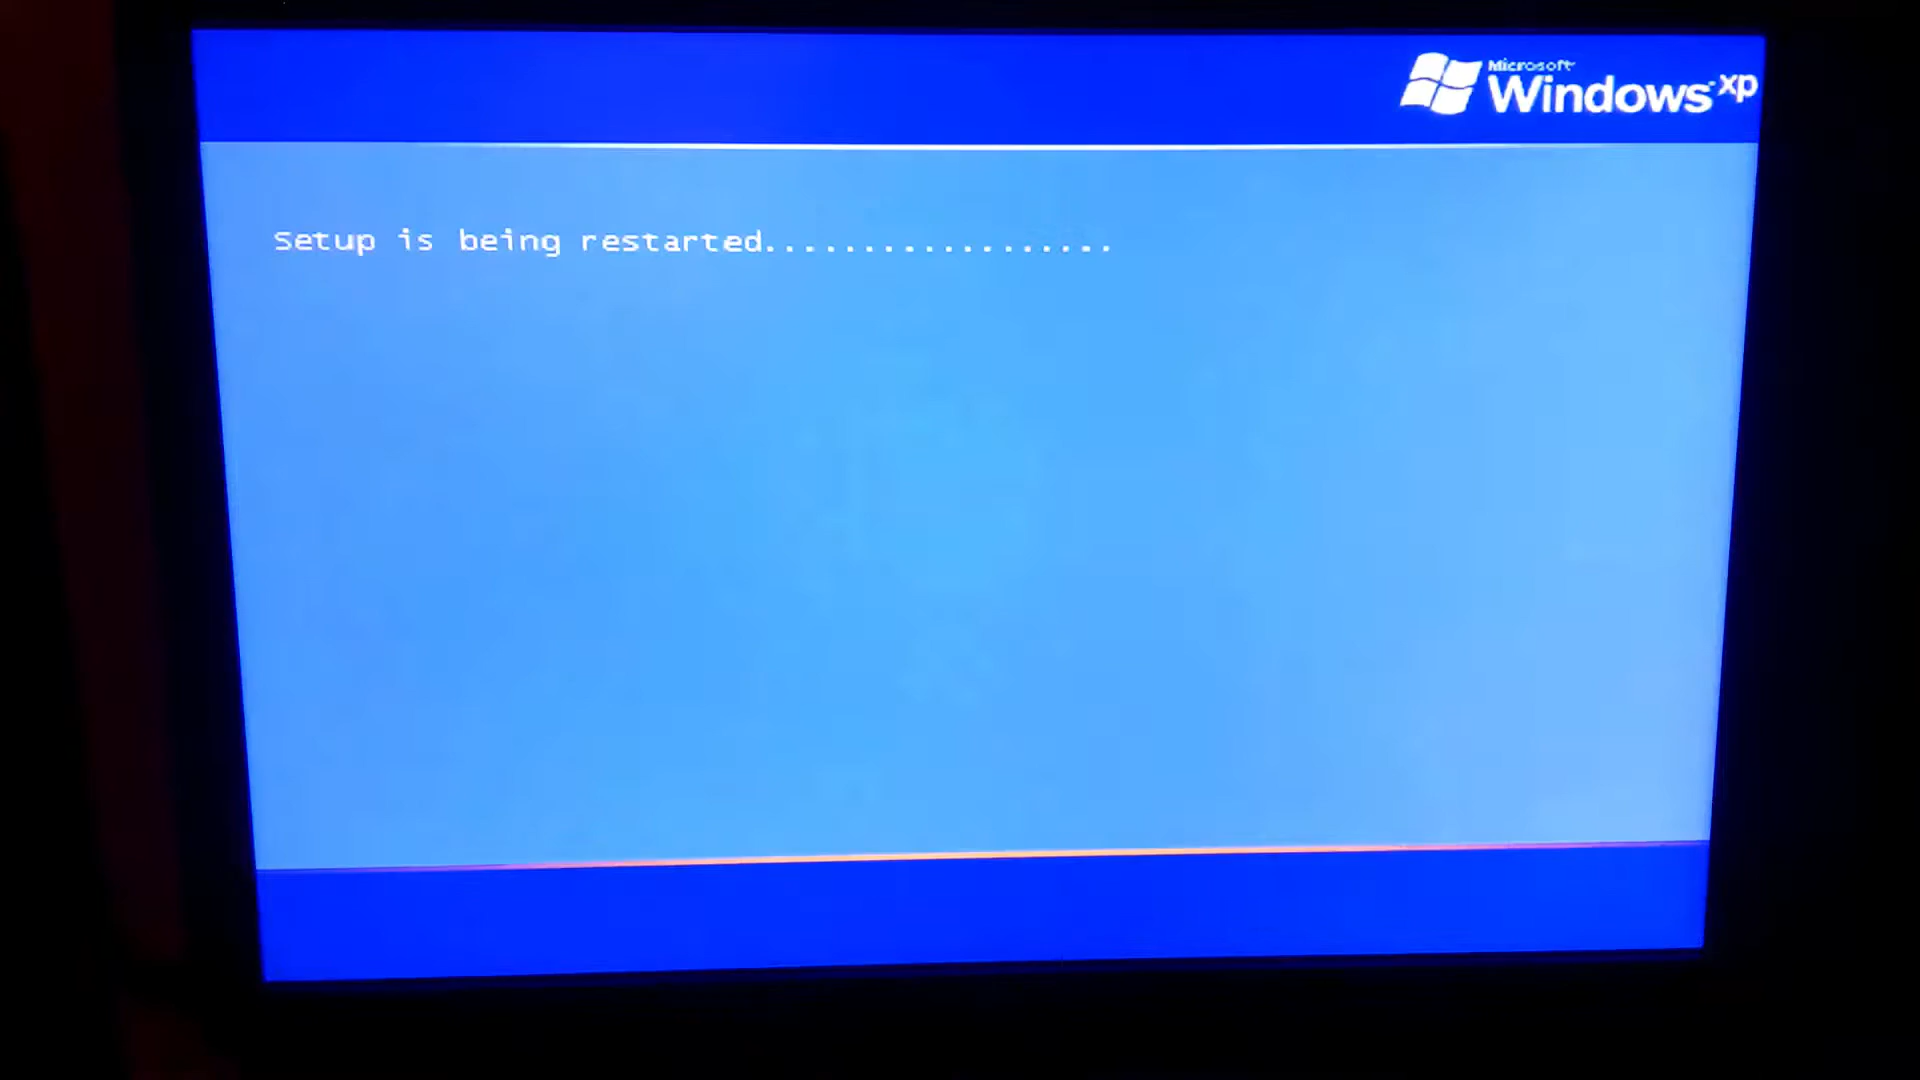 Microsoft
Windows xp
Setup is being restarted..................